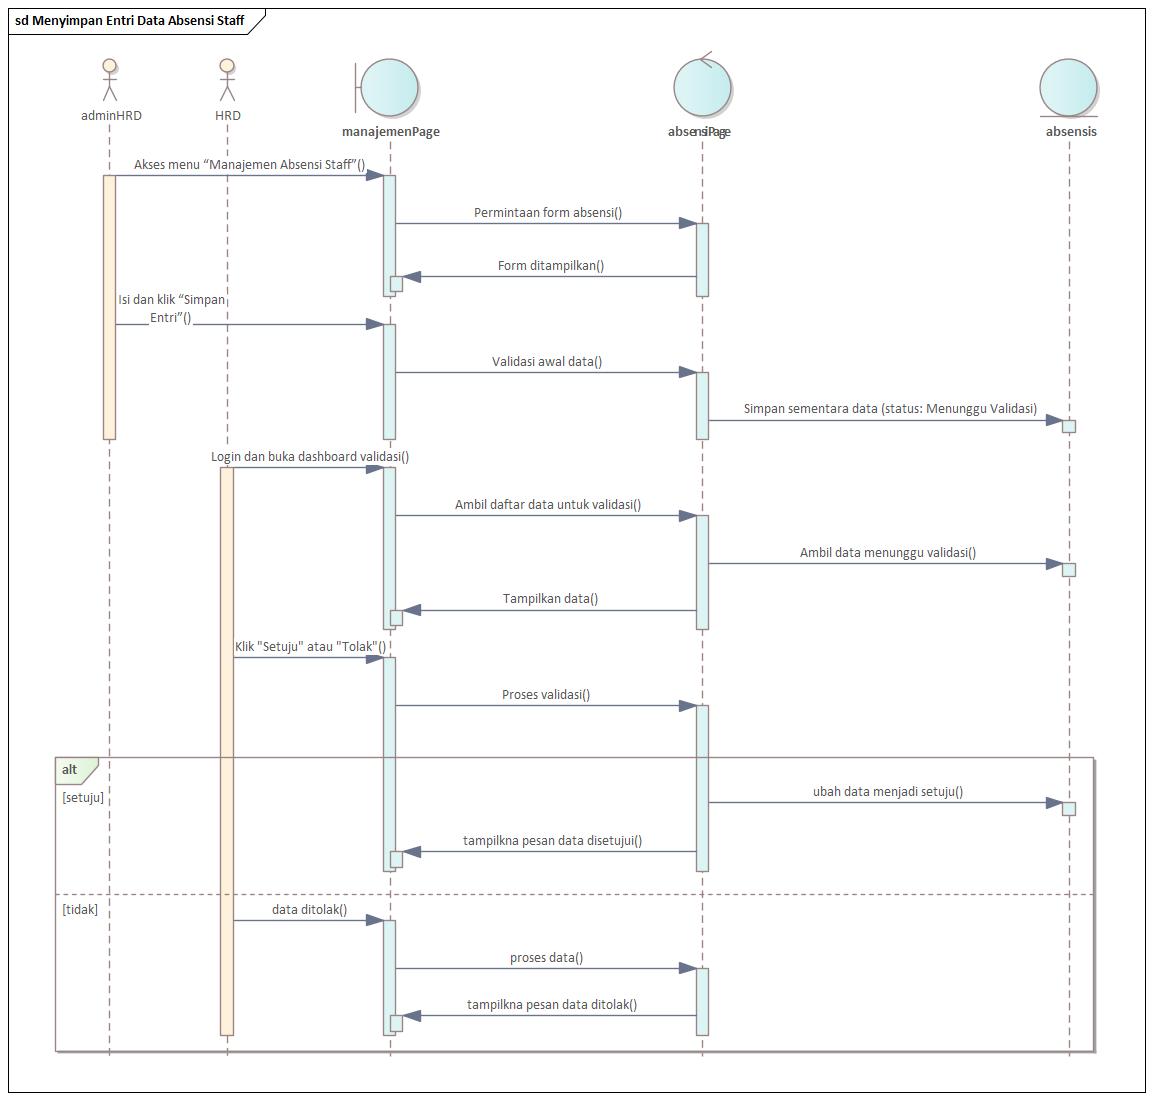 sd Menyimpan Entri Data Absensi Staff
adminHRD
HRD
manajemenPage
absensis
Akses menu “Manajemen Absensi Staff”()
Permintaan form absensi()
Form ditampilkan()
Isi dan klik “Simpan
Entri”()
Validasi awal data()
Simpan sementara data (status: Menunggu Validasi)
Login dan buka dashboard validasi()
Ambil daftar data untuk validasi()
Ambil data menunggu validasi()
Tampilkan data()
Klik "Setuju" atau "Tolak"()
Proses validasi()
alt
[setuju]
ubah data menjadi setuju()
tampilkna pesan data disetujui()
[tidak]
data ditolak()
proses data()
tampilkna pesan data ditolak()